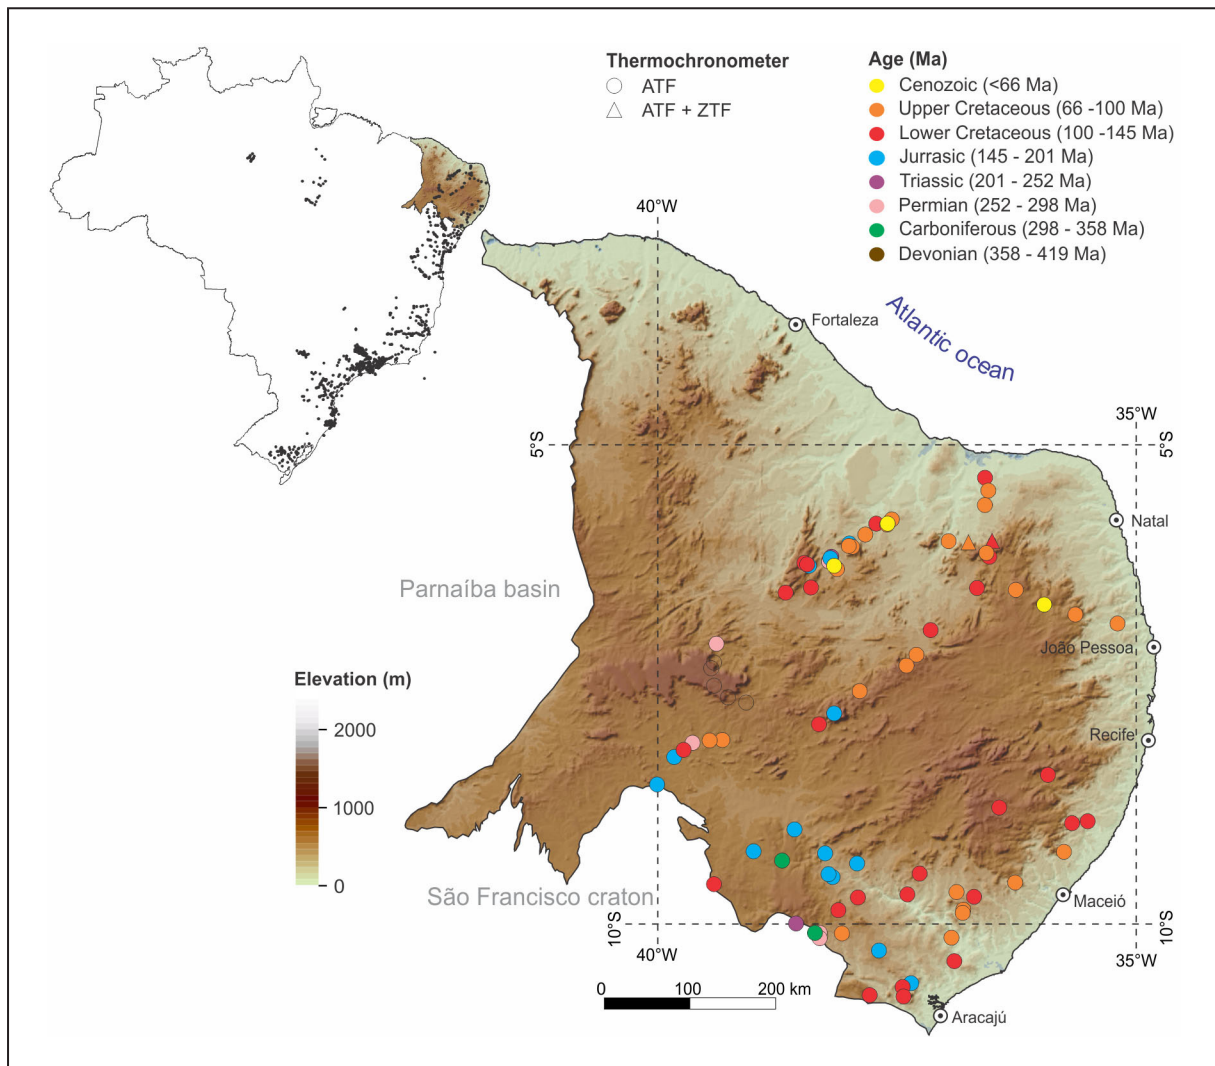 Thermochronometer
ATF
ATF + ZTF
Age (Ma)
Cenozoic (<66 Ma)
Upper Cretaceous (66 -100 Ma)
Lower Cretaceous (100 -145 Ma)
Jurrasic (145 - 201 Ma)
Triassic (201 - 252 Ma)
Permian (252 - 298 Ma)
Carboniferous (298 - 358 Ma)
Devonian (358 - 419 Ma)
40°W
Fortaleza
Atlantic ocean
35°W
5°S
5°S
Natal
Parnaíba basin
João Pessoa
Elevation (m)
2000
1000
0
Recife
São Francisco craton
Maceió
10°S
10°S
40°W
35°W
0 100 200 km
Aracajú